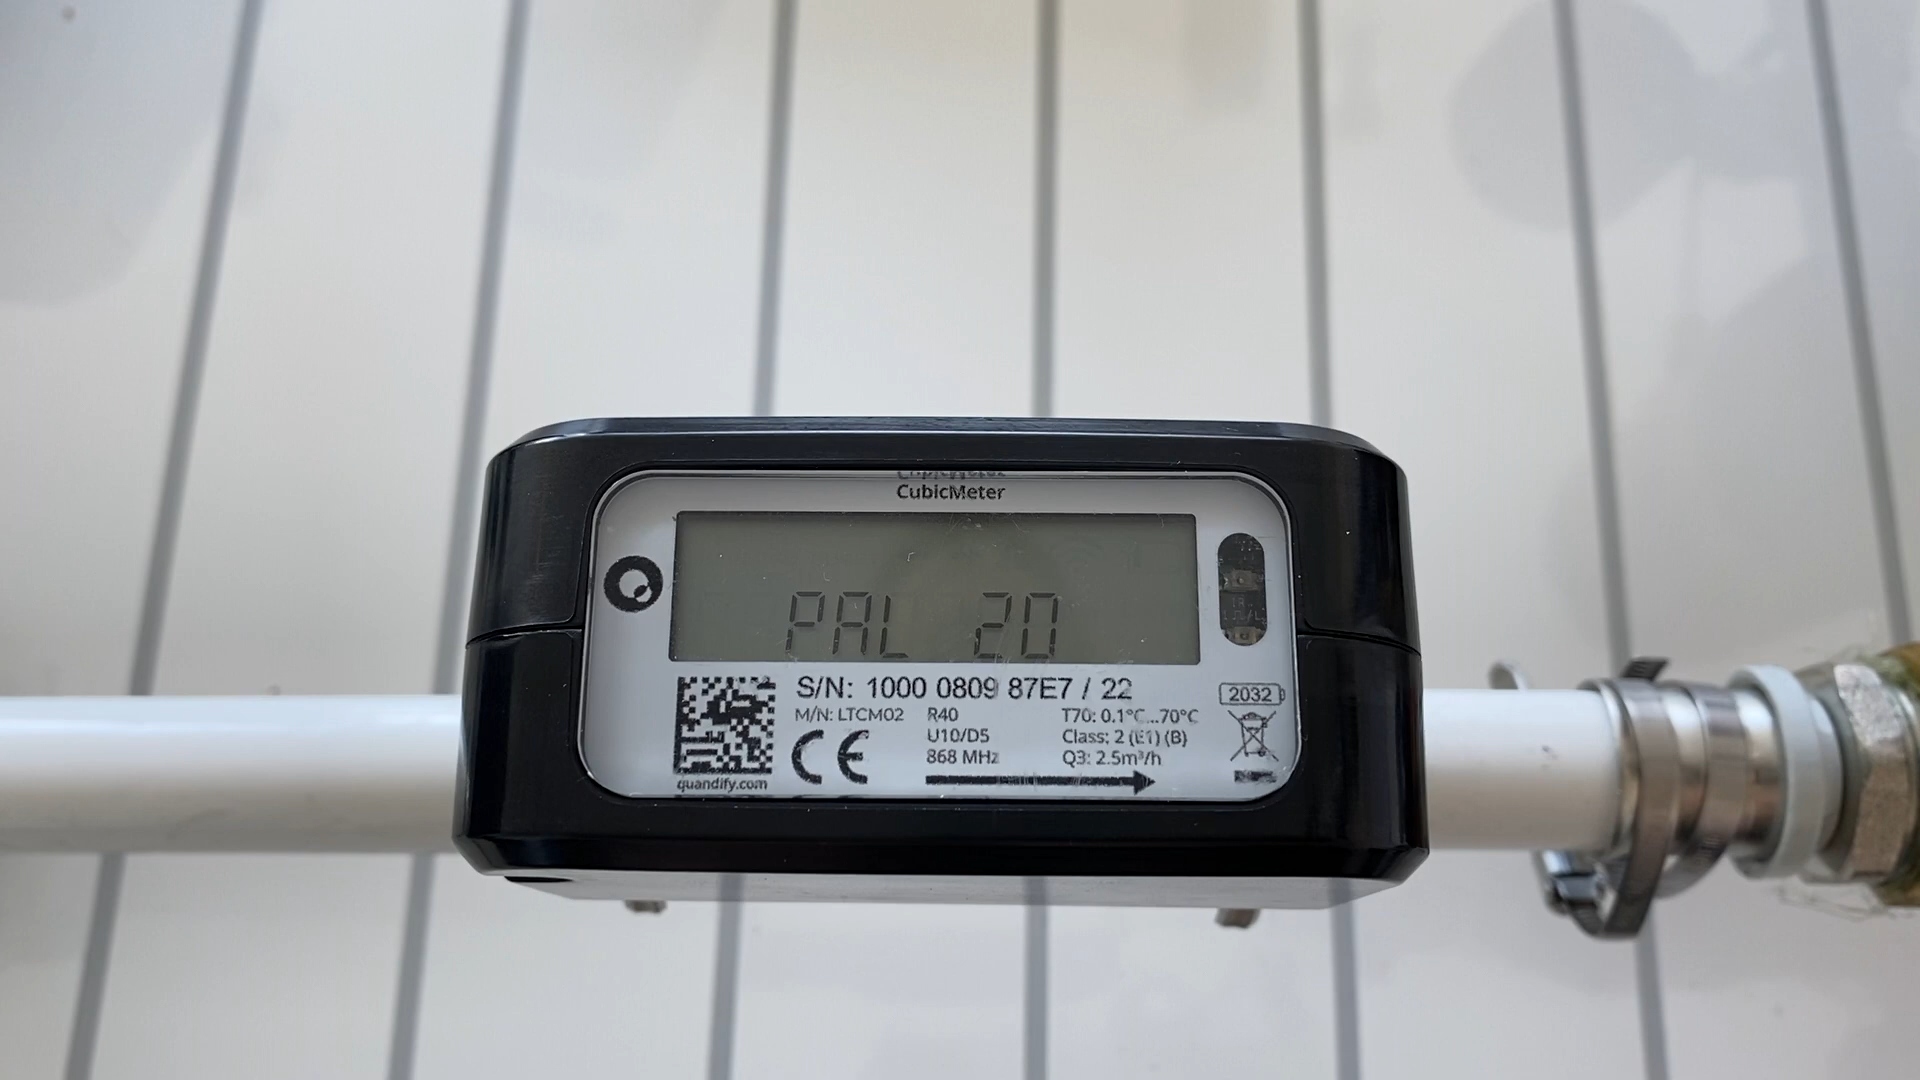 CubicMeter
PAL 20
S/N: 1000 0809 87E7 / 22
2032
M/N: LTCM02 R40 T70: 0.1°C...70°C
U10/D5 Class: 2 (E1) (B)
CE 868 MHz Q3: 2.5m³/h
quandify.com